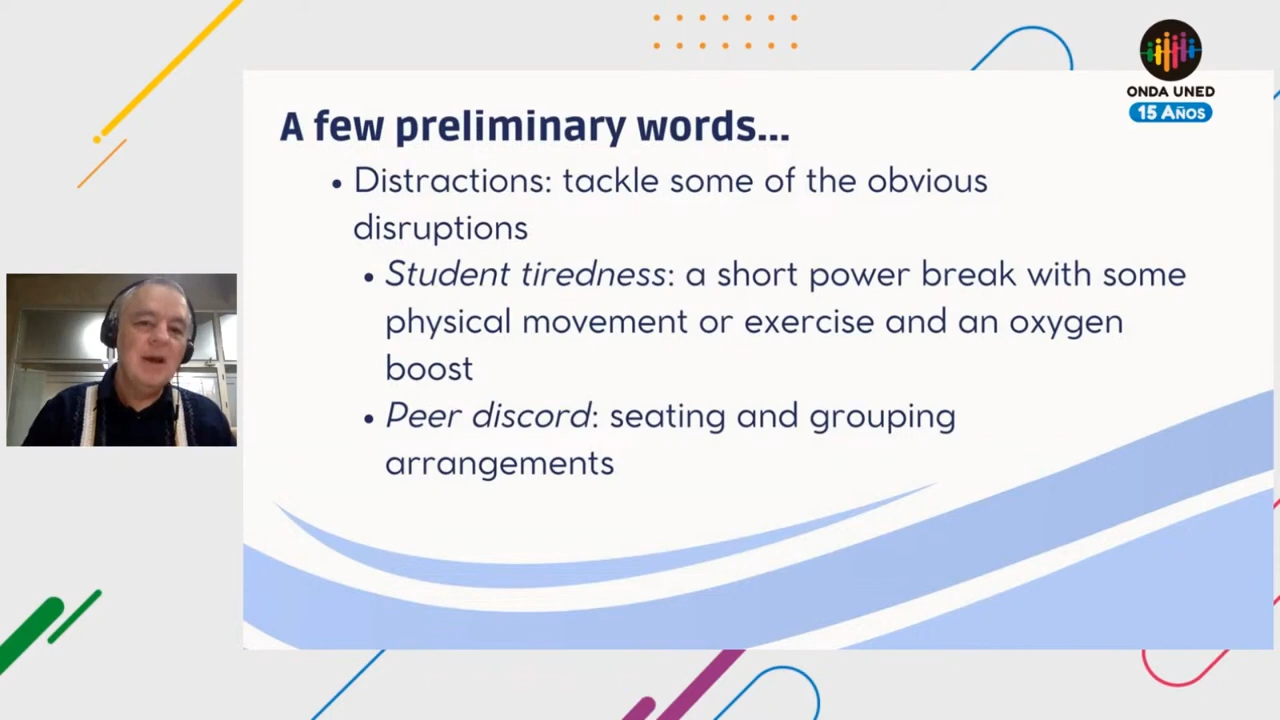 ONDA UNED
15 AÑOS
A few preliminary words...
• Distractions: tackle some of the obvious
disruptions
• Student tiredness: a short power break with some
physical movement or exercise and an oxygen
boost
• Peer discord: seating and grouping
arrangements